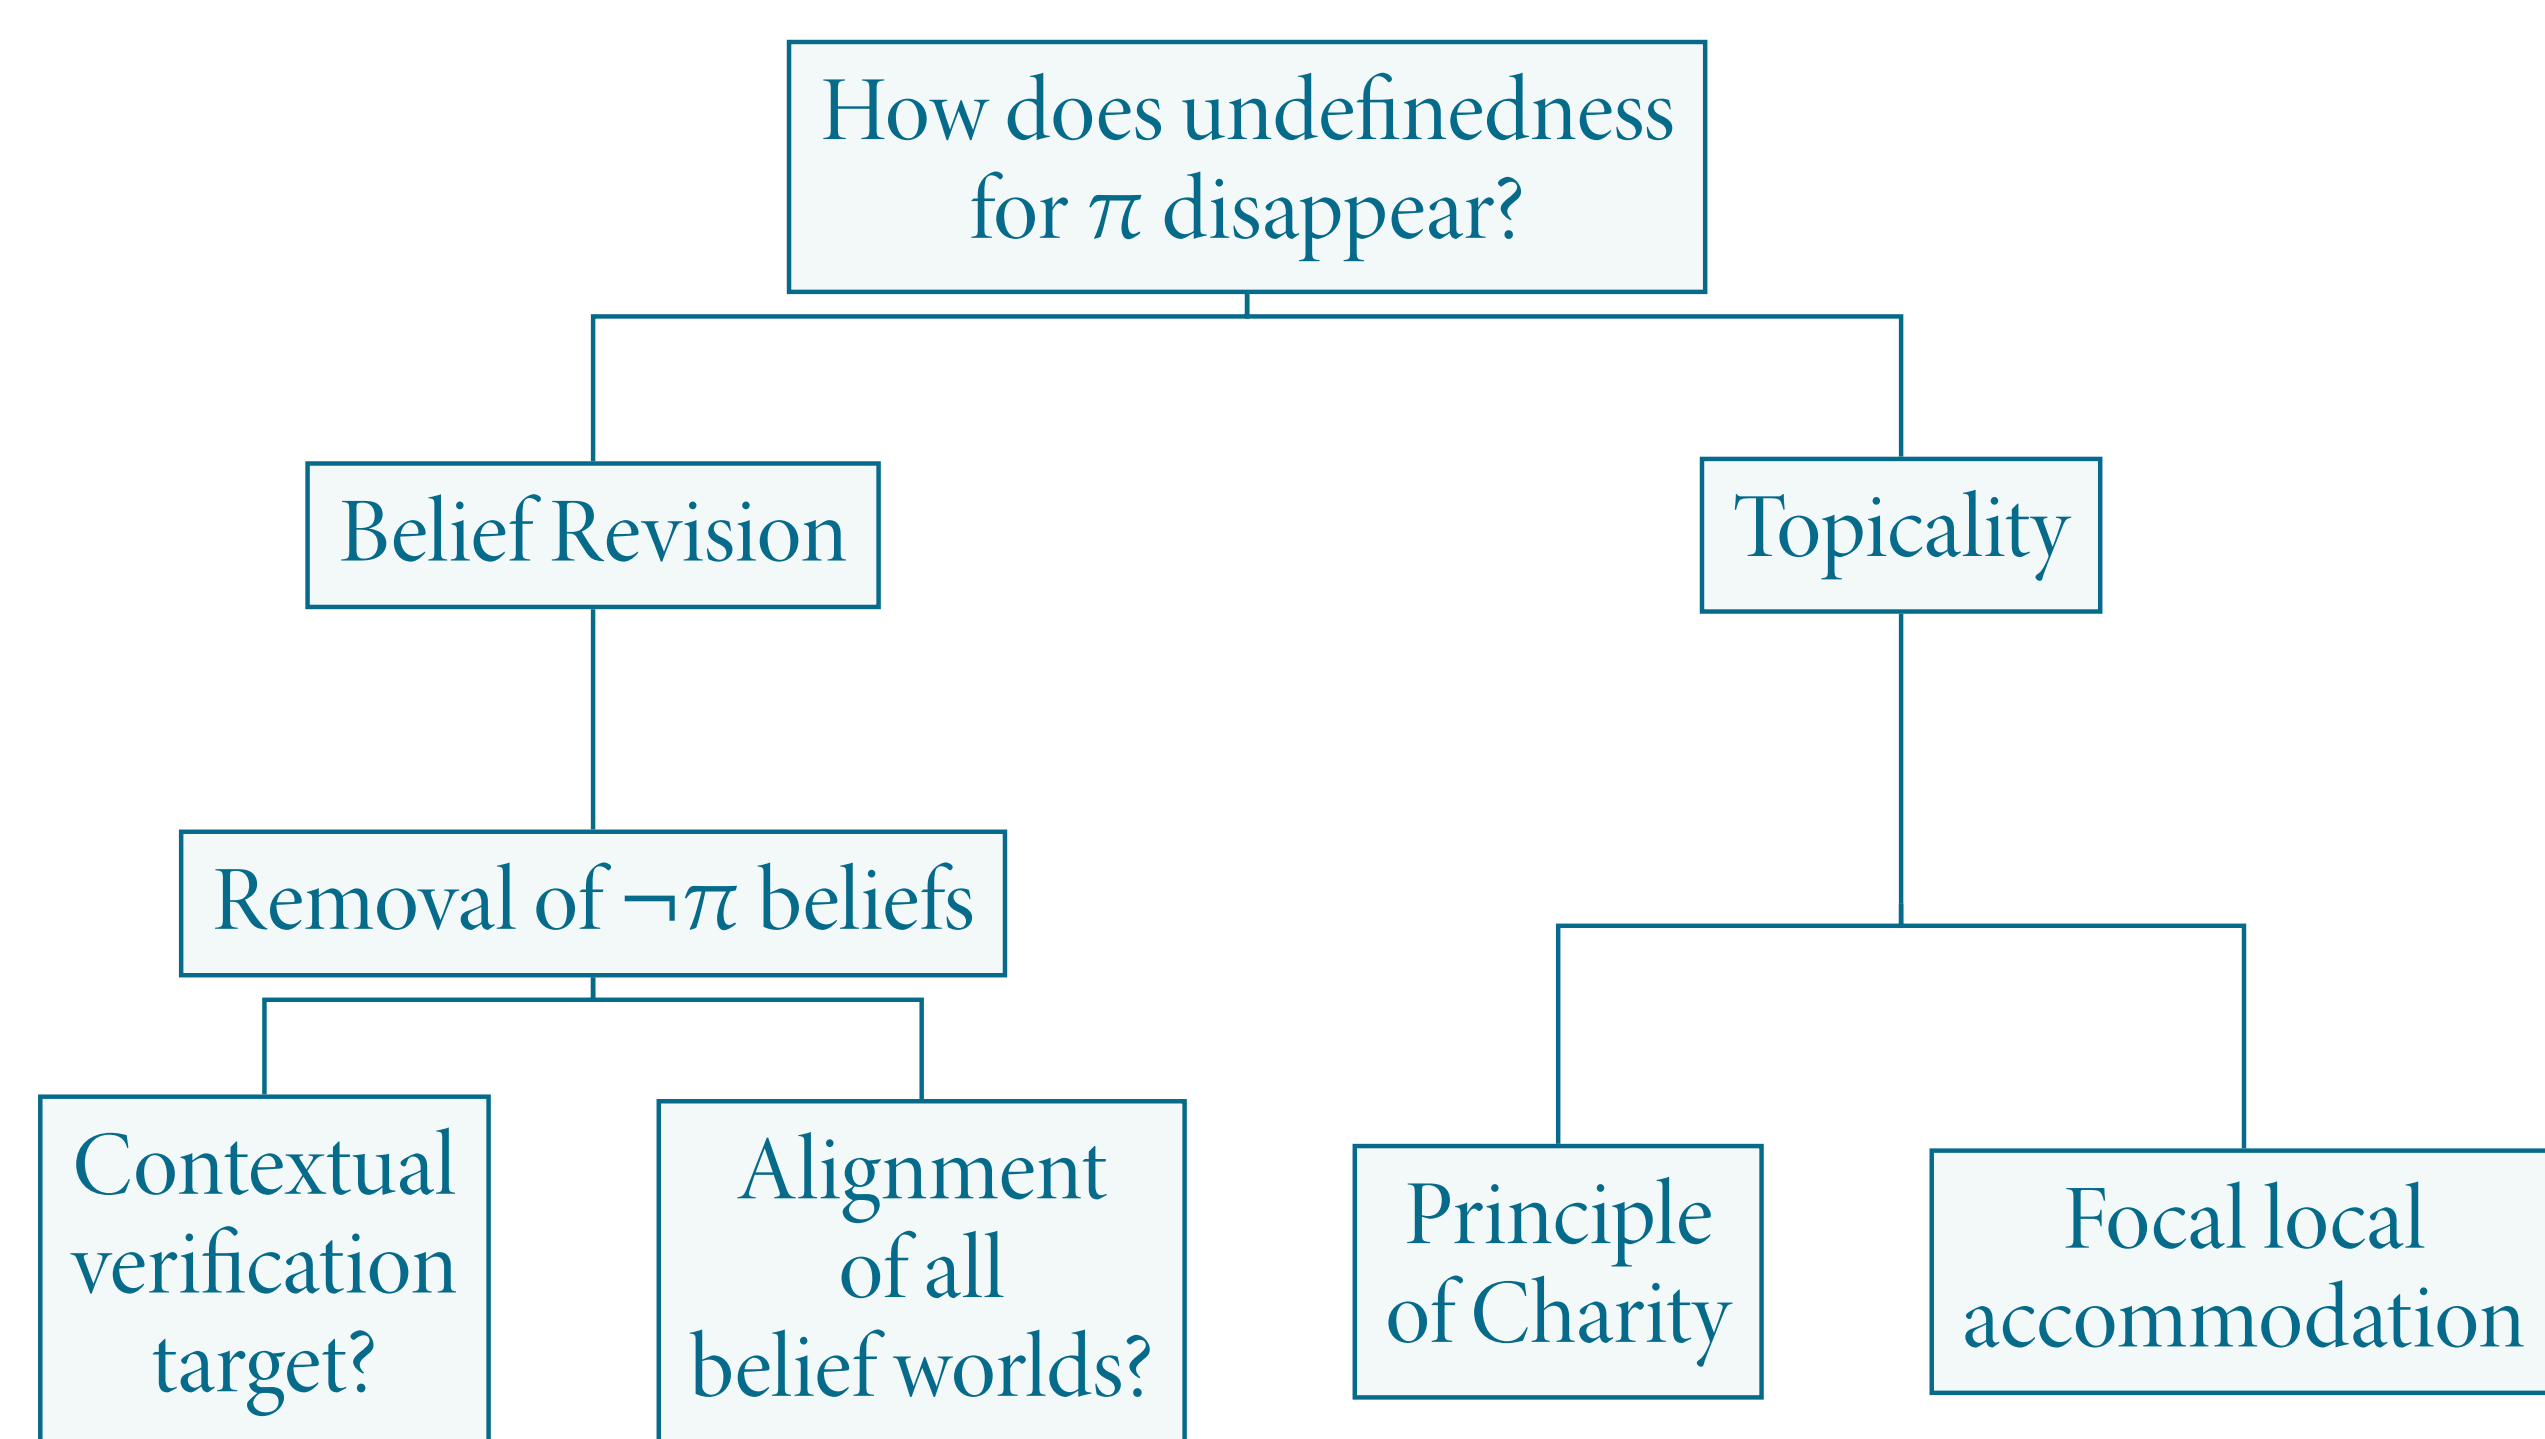 How does undefinedness
for π disappear?
Belief Revision
Topicality
Removal of ¬π beliefs
Contextual
verification
target?
Alignment
of all
belief worlds?
Principle
of Charity
Focal local
accommodation